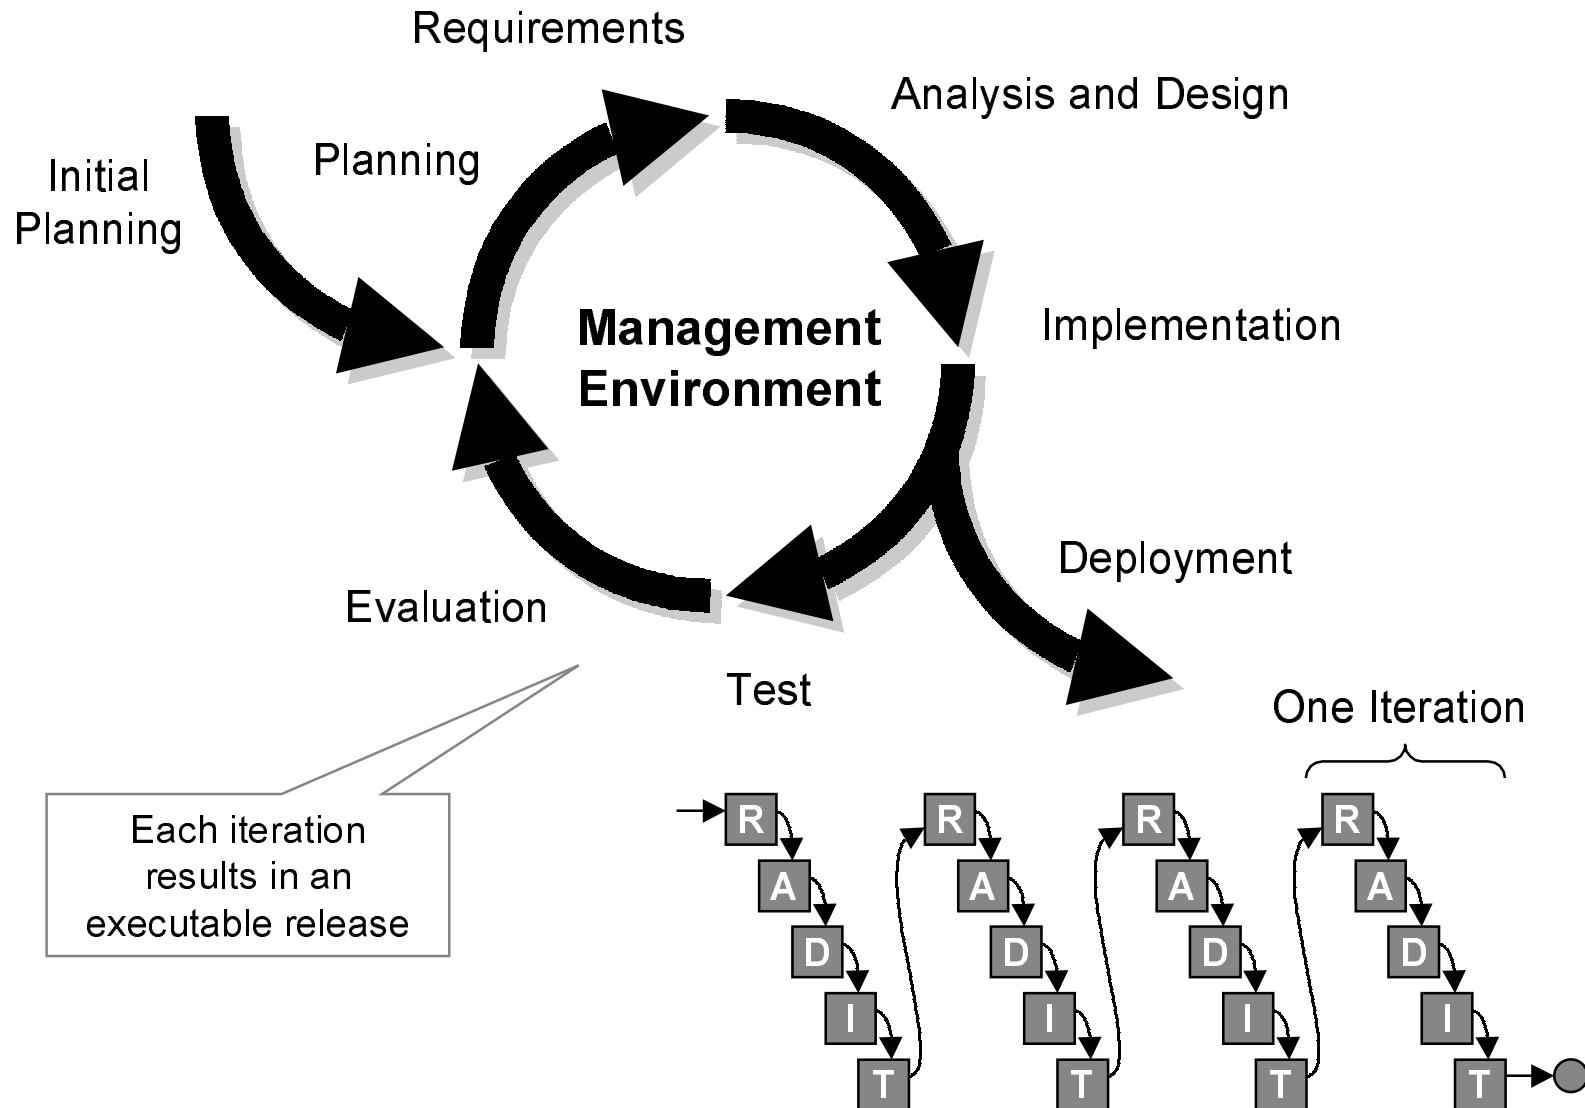 Requirements
Analysis and Design
Planning
Initial
Planning
Management
Environment
Implementation
Deployment
Evaluation
Test
One Iteration
Each iteration
results in an
executable release
R R R R
A A A A
D D D D
I I I I
T T T T